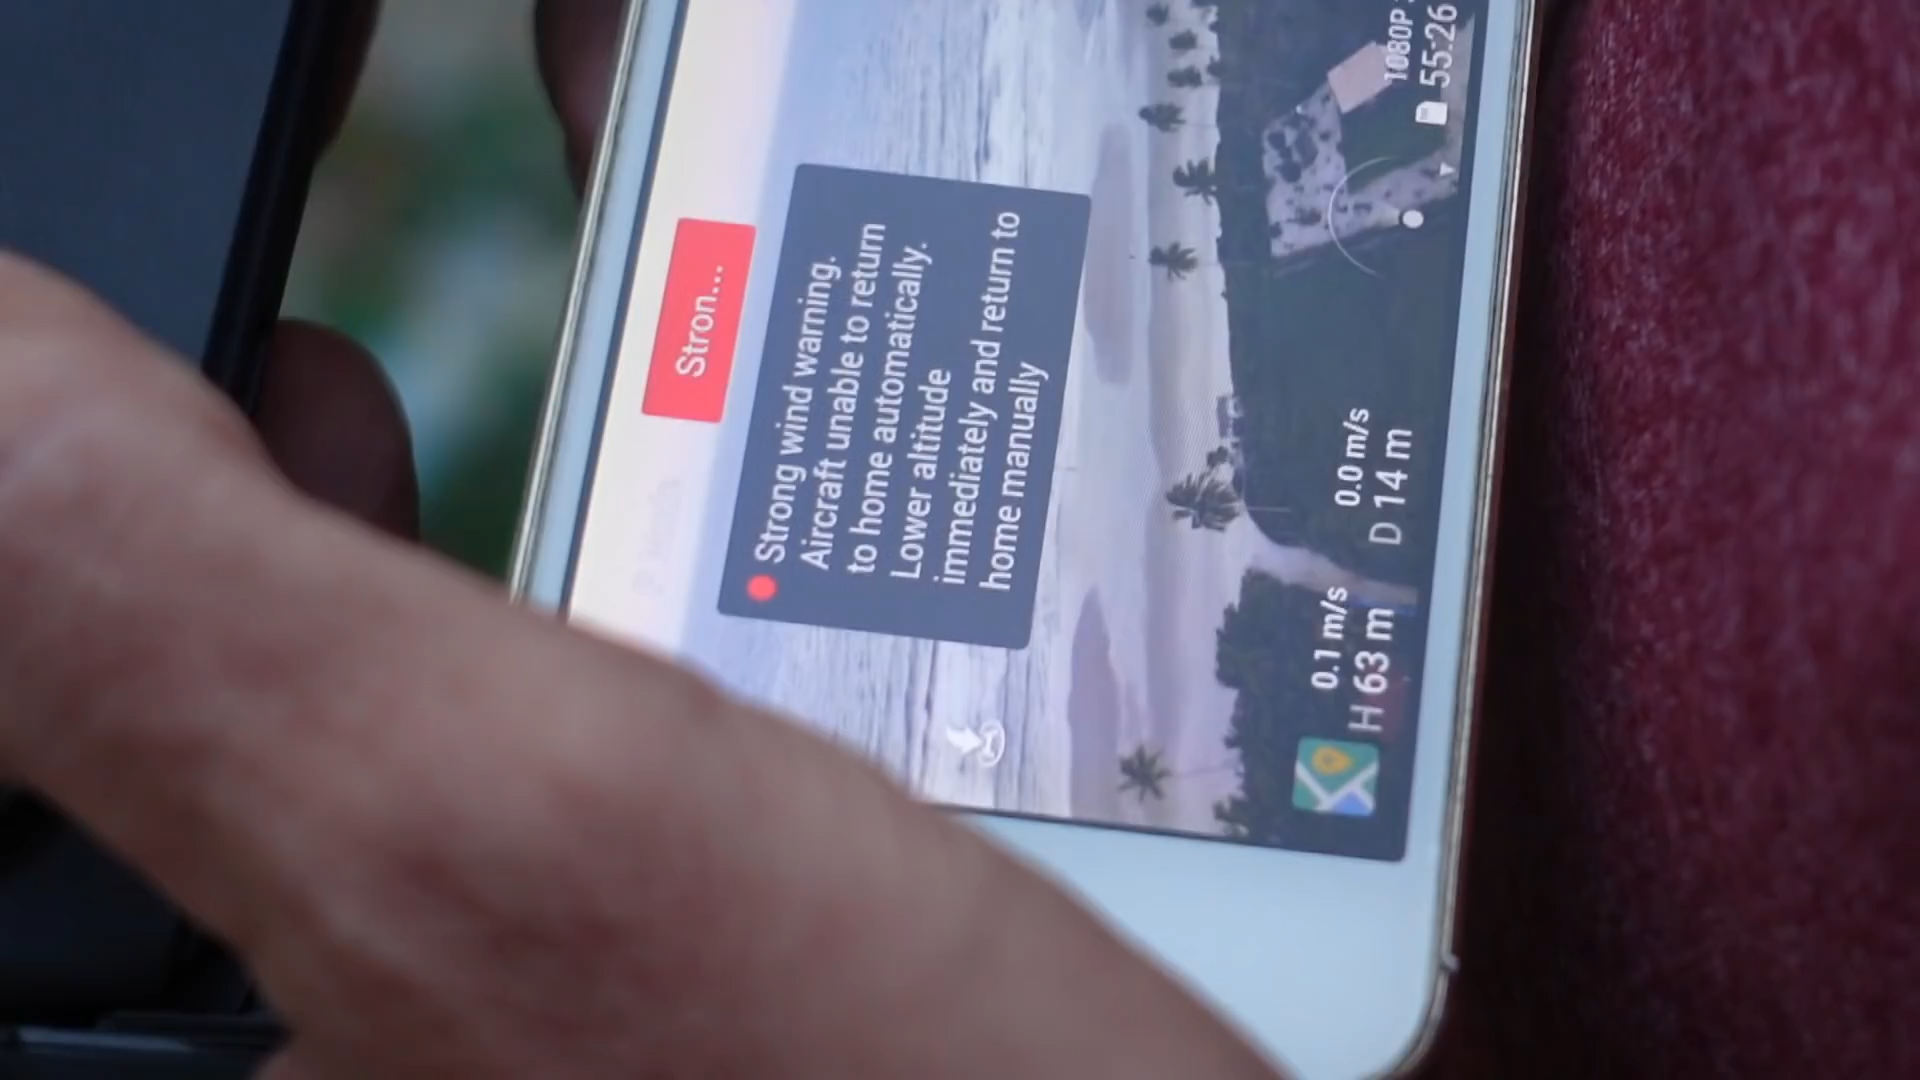 Stron...
Strong wind warning.
Aircraft unable to return
to home automatically.
Lower altitude
immediately and return to
home manually
0.1 m/s
H 63 m
0.0 m/s
D 14 m
1080P
55:26